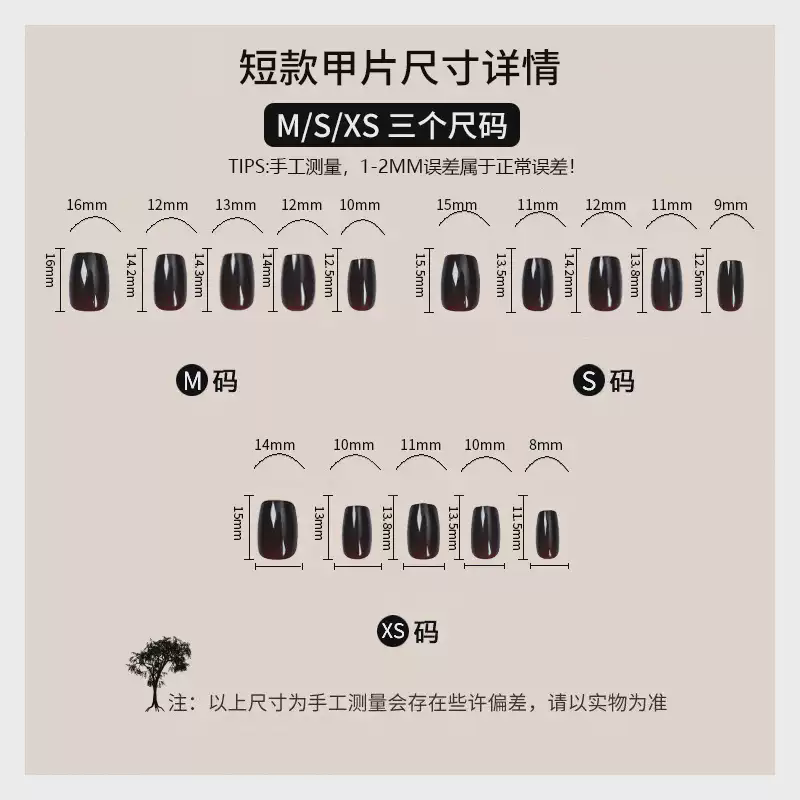 短款甲片尺寸详情
M/S/XS 三个尺码
TIPS:手工测量，1-2MM误差属于正常误差！
16mm 12mm 13mm 12mm 10mm
16mm 14.2mm 14.3mm 14mm 12.5mm
M 码
15mm 11mm 12mm 11mm 9mm
15.5mm 13.5mm 14.2mm 13.8mm 12.5mm
S 码
14mm 10mm 11mm 10mm 8mm
15mm 13mm 13.8mm 13.5mm 11.5mm
XS 码
注：以上尺寸为手工测量会存在些许偏差，请以实物为准